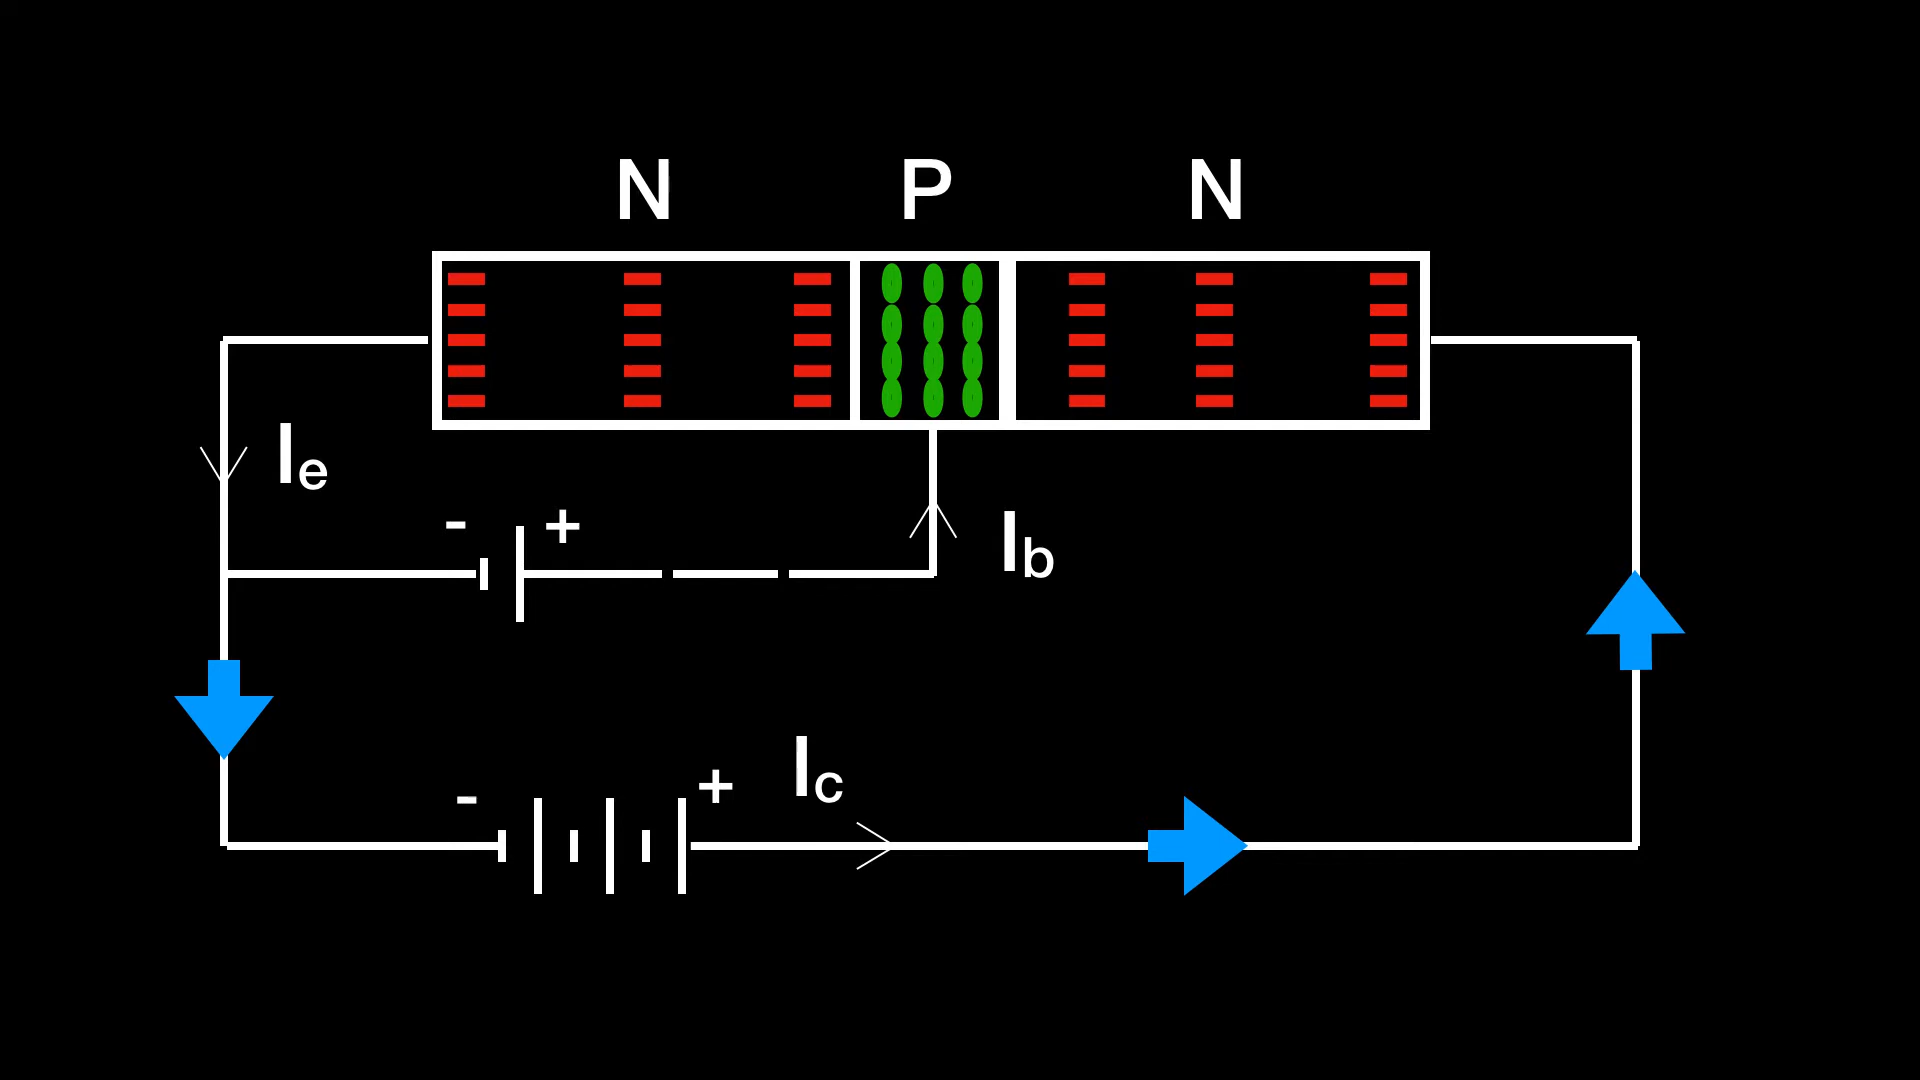 N P N
Ie
- +
Ib
- +
Ic